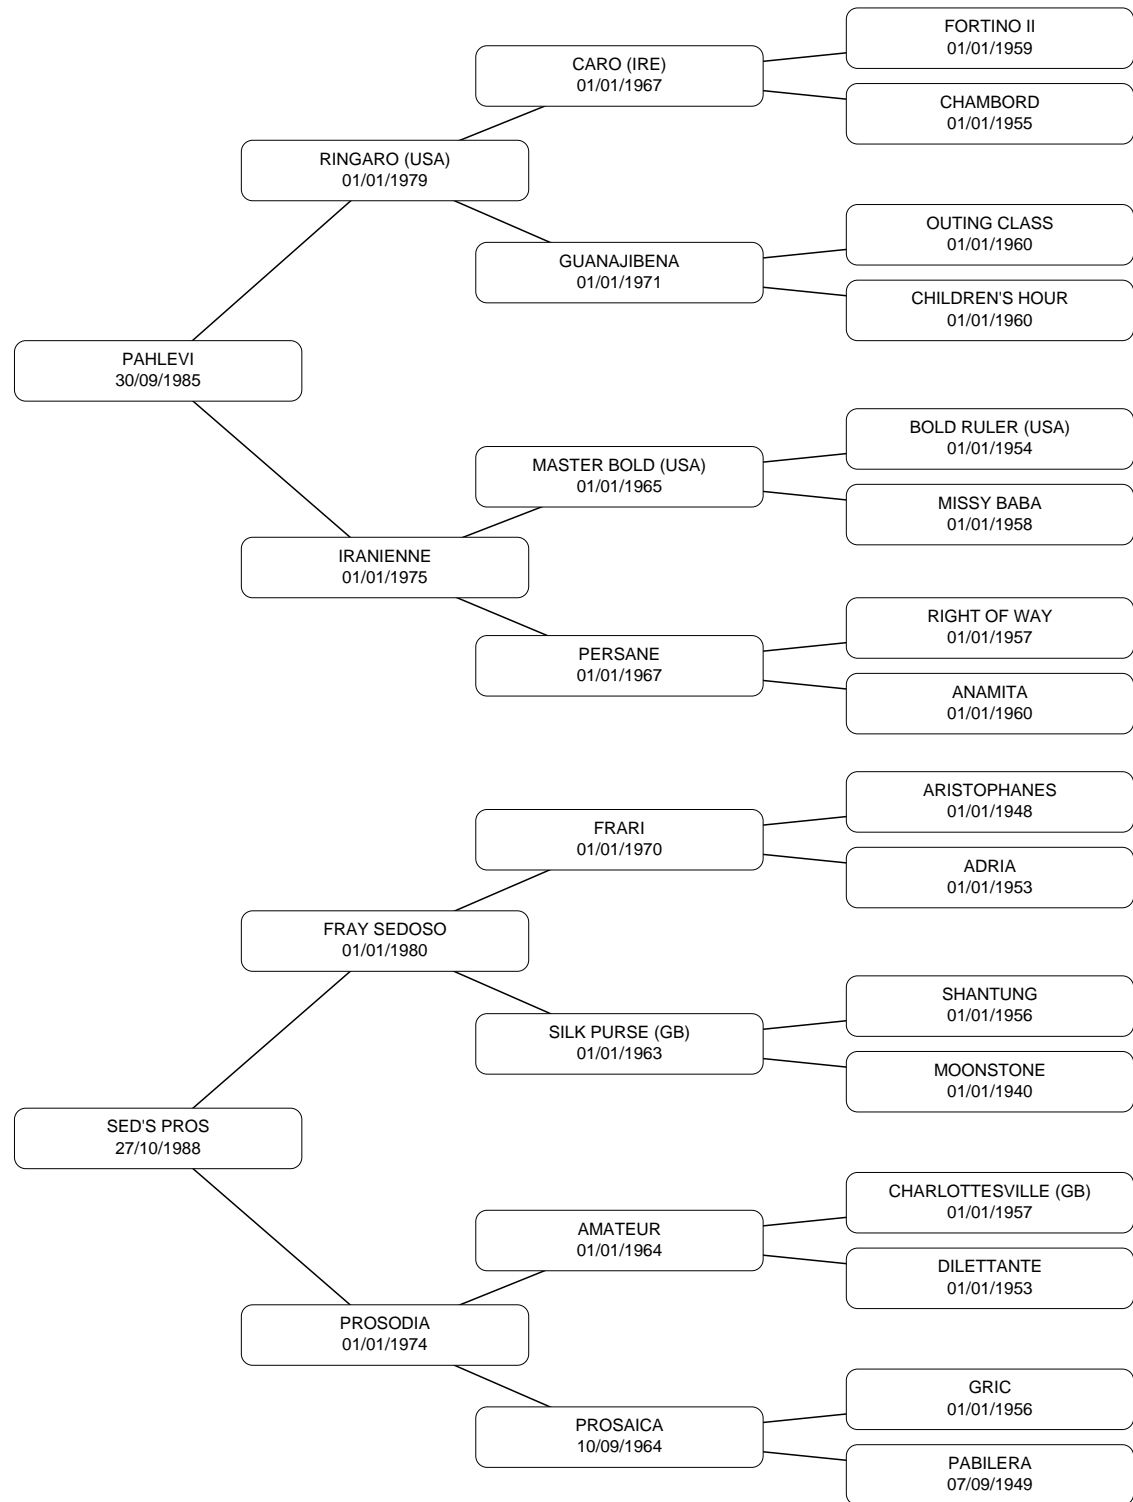 FORTINO II
01/01/1959
CARO (IRE)
01/01/1967
CHAMBORD
01/01/1955
RINGARO (USA)
01/01/1979
OUTING CLASS
01/01/1960
GUANAJIBENA
01/01/1971
CHILDREN'S HOUR
01/01/1960
PAHLEVI
30/09/1985
BOLD RULER (USA)
01/01/1954
MASTER BOLD (USA)
01/01/1965
MISSY BABA
01/01/1958
IRANIENNE
01/01/1975
RIGHT OF WAY
01/01/1957
PERSANE
01/01/1967
ANAMITA
01/01/1960
ARISTOPHANES
01/01/1948
FRARI
01/01/1970
ADRIA
01/01/1953
FRAY SEDOSO
01/01/1980
SHANTUNG
01/01/1956
SILK PURSE (GB)
01/01/1963
MOONSTONE
01/01/1940
SED'S PROS
27/10/1988
CHARLOTTESVILLE (GB)
01/01/1957
AMATEUR
01/01/1964
DILETTANTE
01/01/1953
PROSODIA
01/01/1974
GRIC
01/01/1956
PROSAICA
10/09/1964
PABILERA
07/09/1949